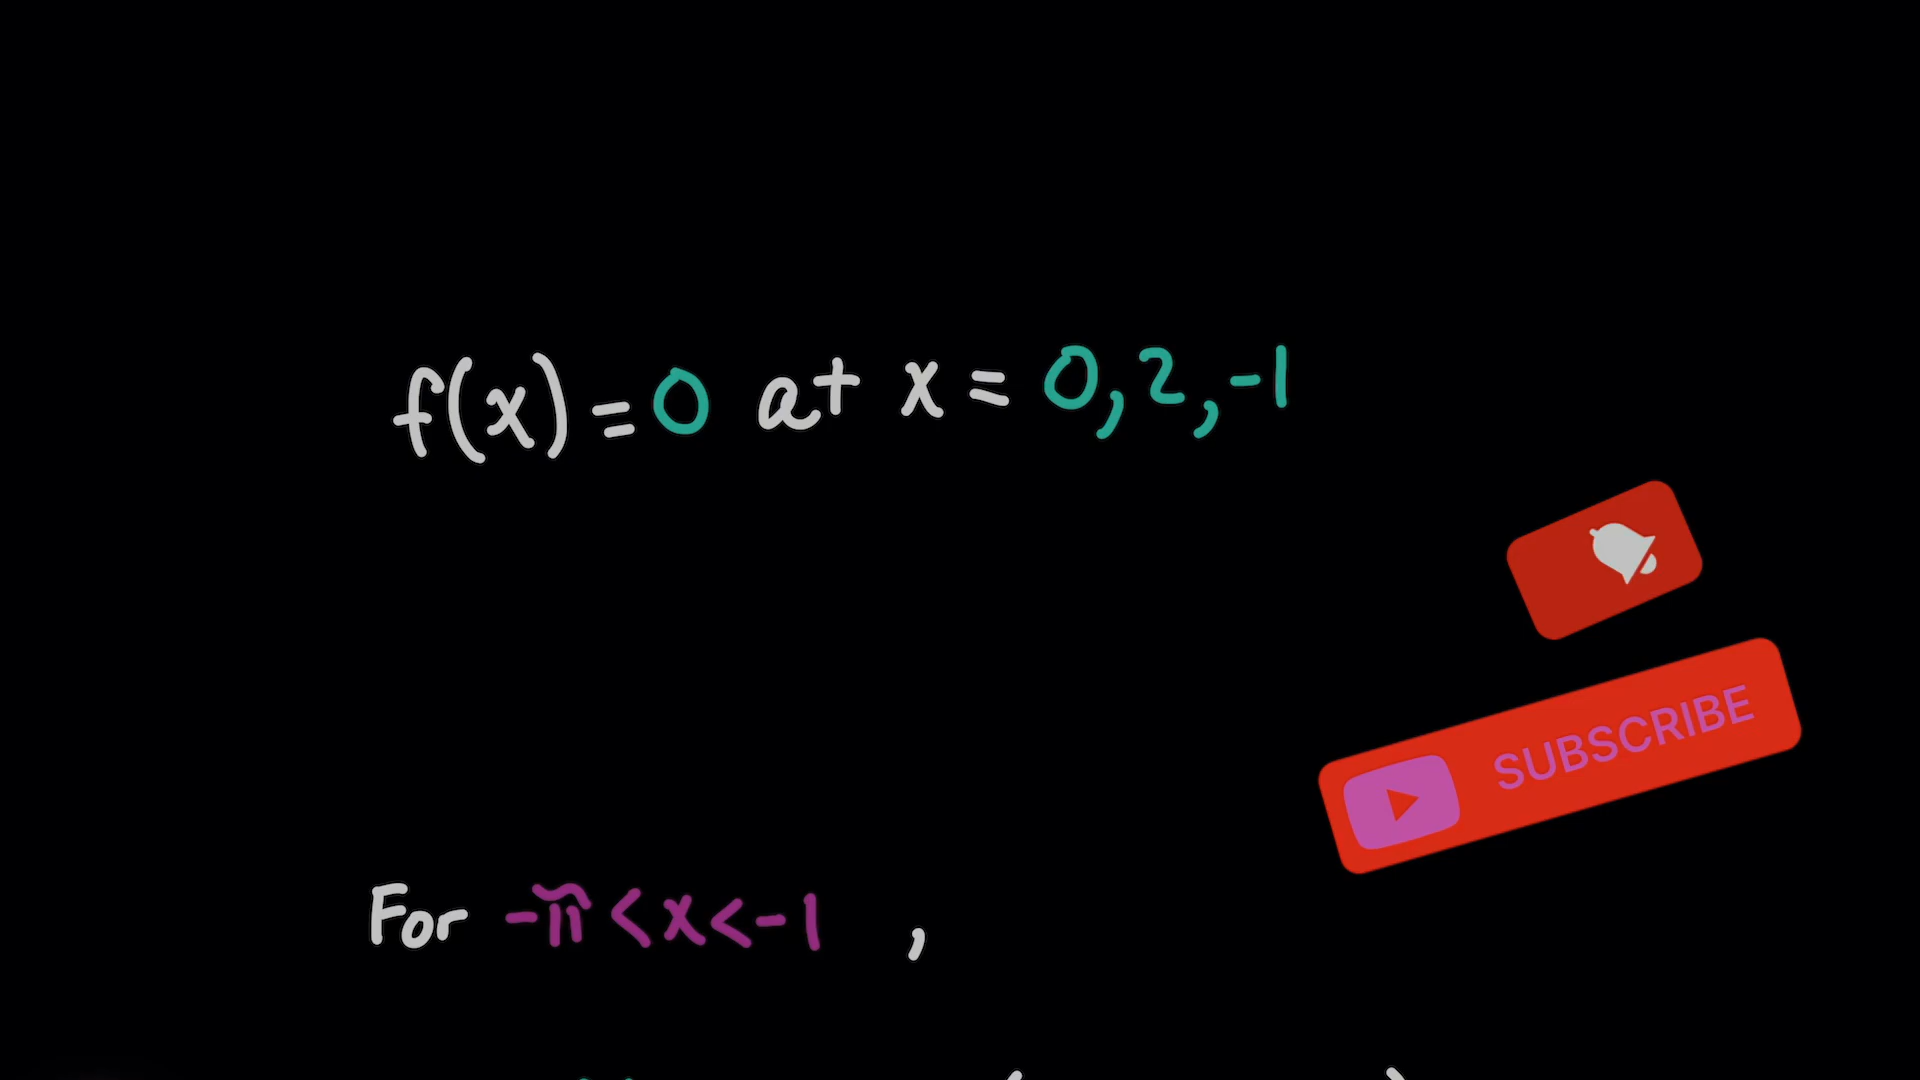 f(x) = 0 at x = 0, 2, -1
SUBSCRIBE
For -π < x < -1 ,